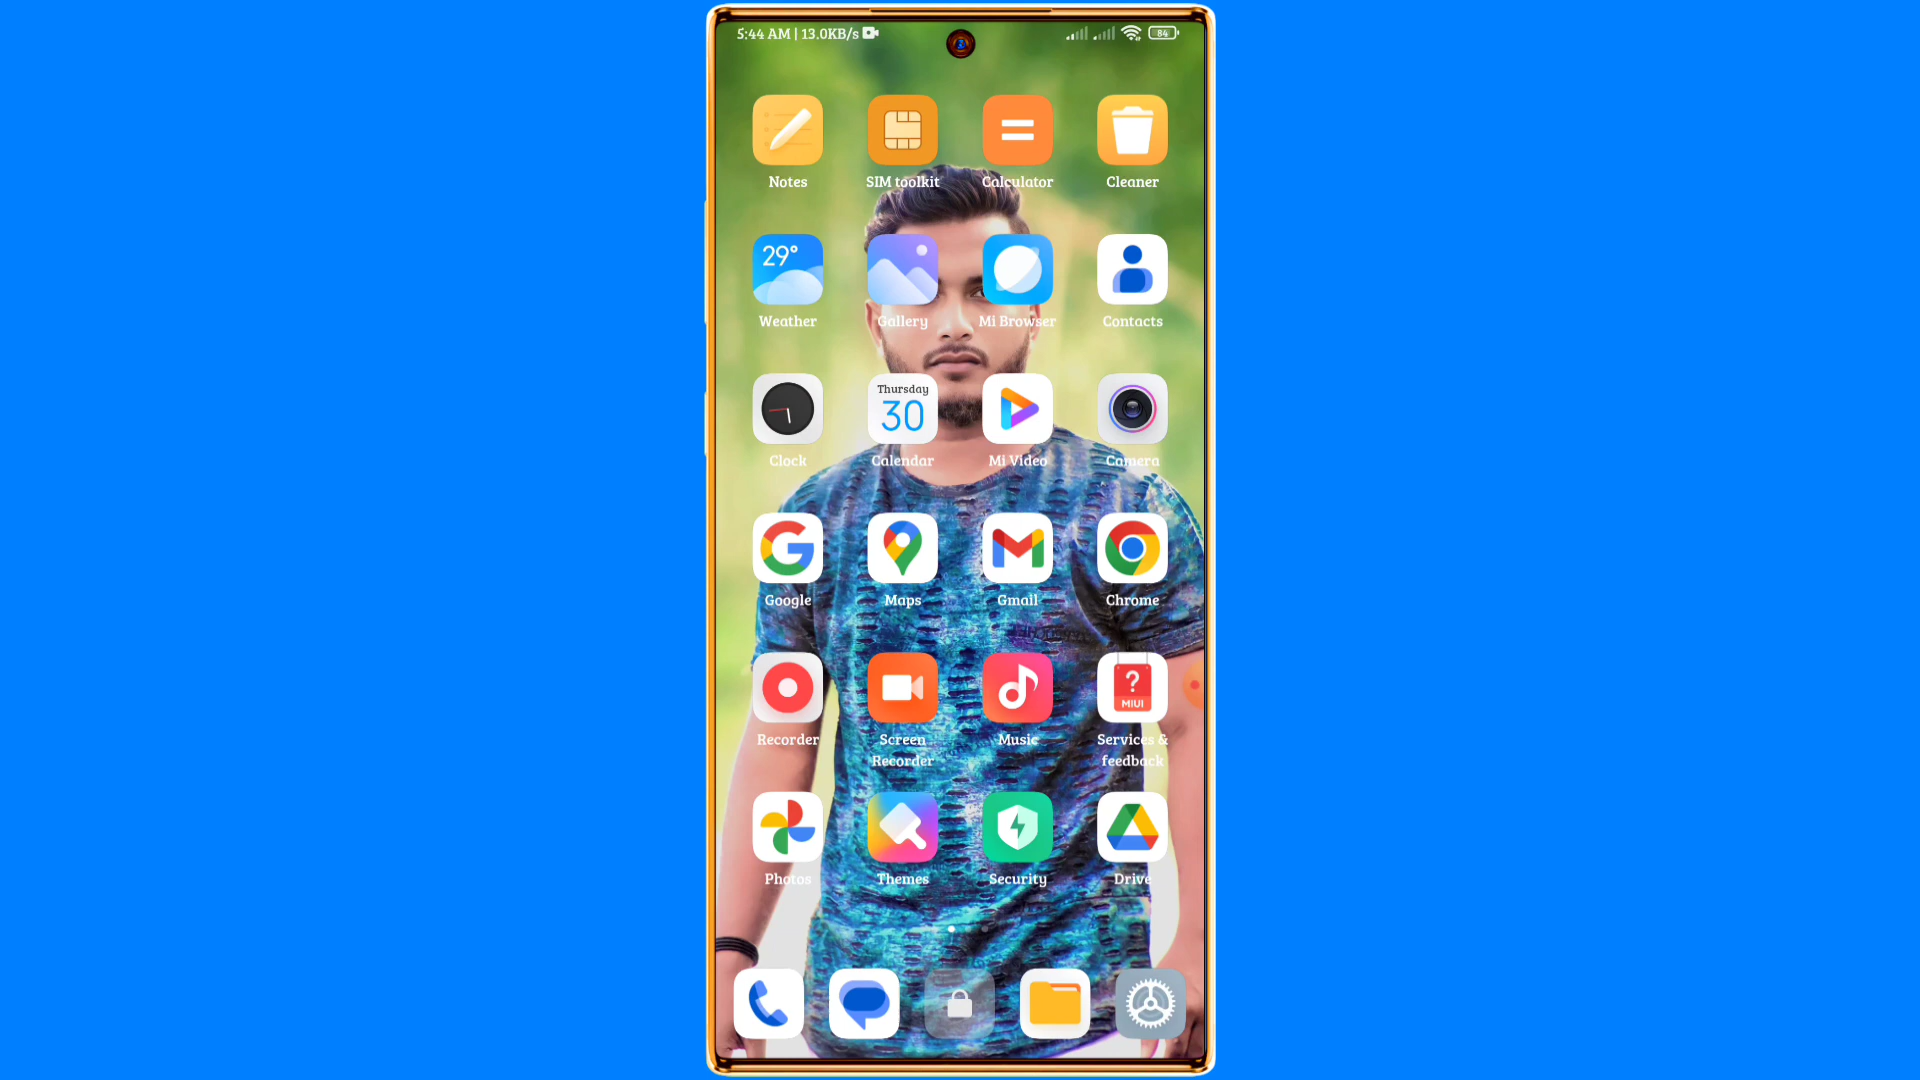 5:44 AM | 13.0KB/s
84
Notes
SIM toolkit
Calculator
Cleaner
29°
Weather
Gallery
Mi Browser
Contacts
Thursday
30
Clock
Calendar
Mi Video
Camera
Google
Maps
Gmail
Chrome
?
MIUI
Recorder
Screen
Recorder
Music
Services &
feedback
Photos
Themes
Security
Drive